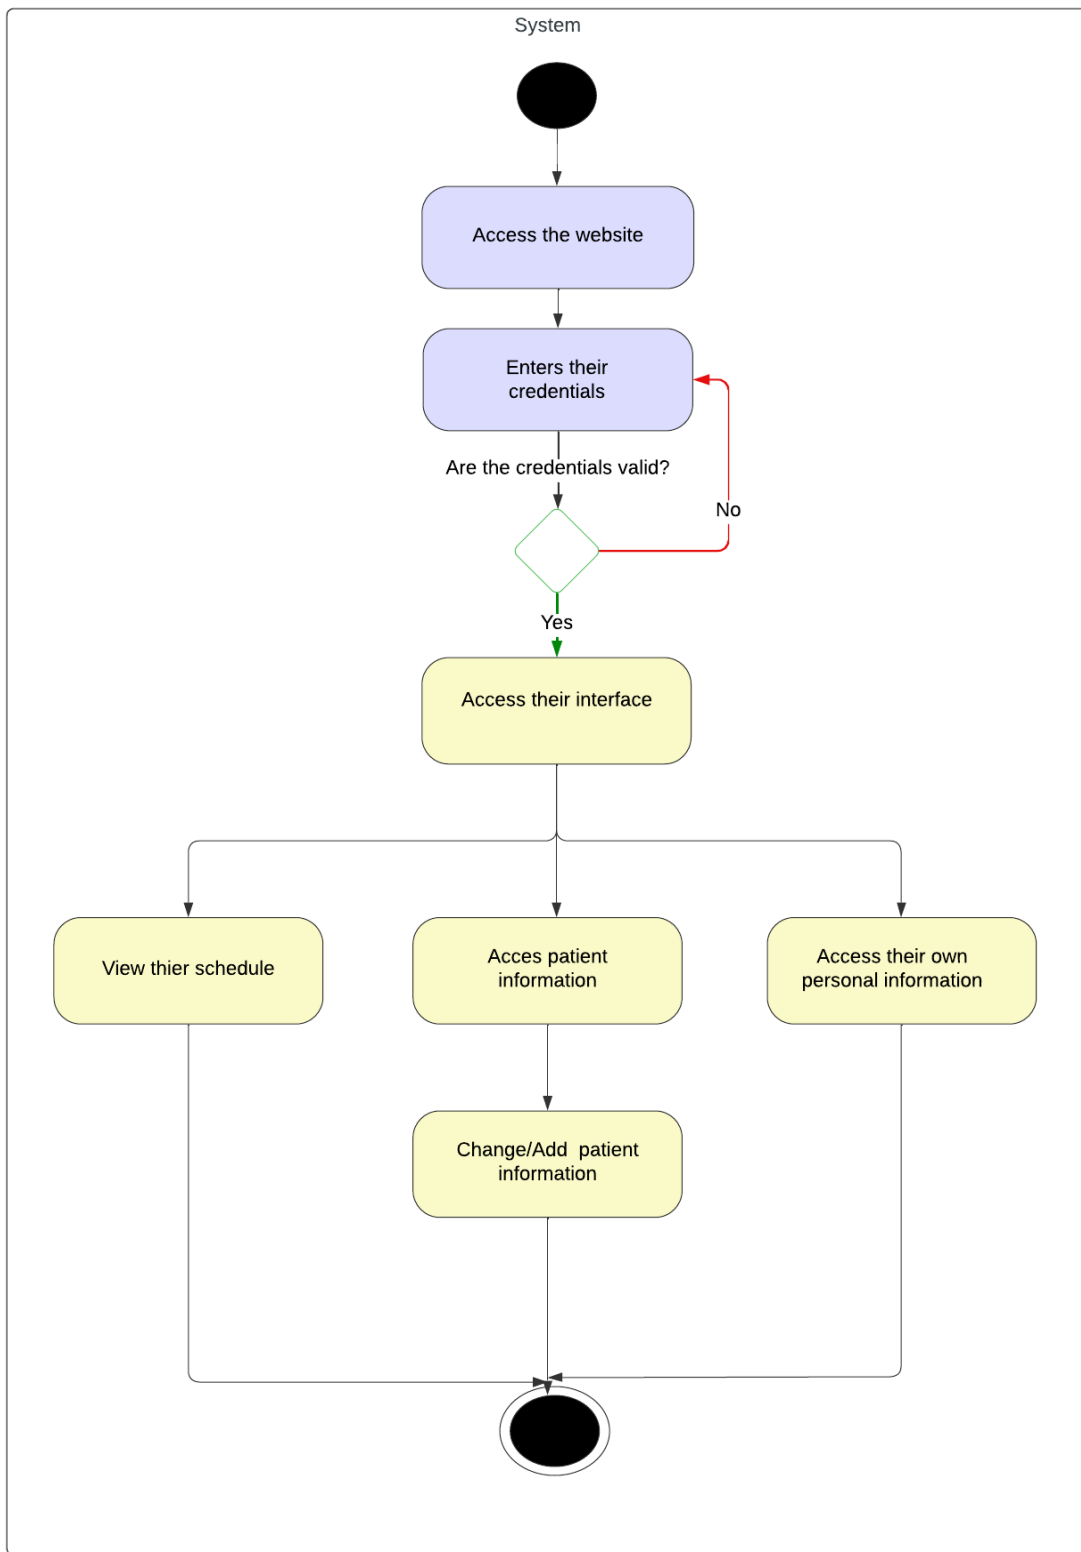 System
Access the website
Enters their
credentials
Are the credentials valid?
No
Yes
Access their interface
View thier schedule
Acces patient
information
Access their own
personal information
Change/Add  patient
information